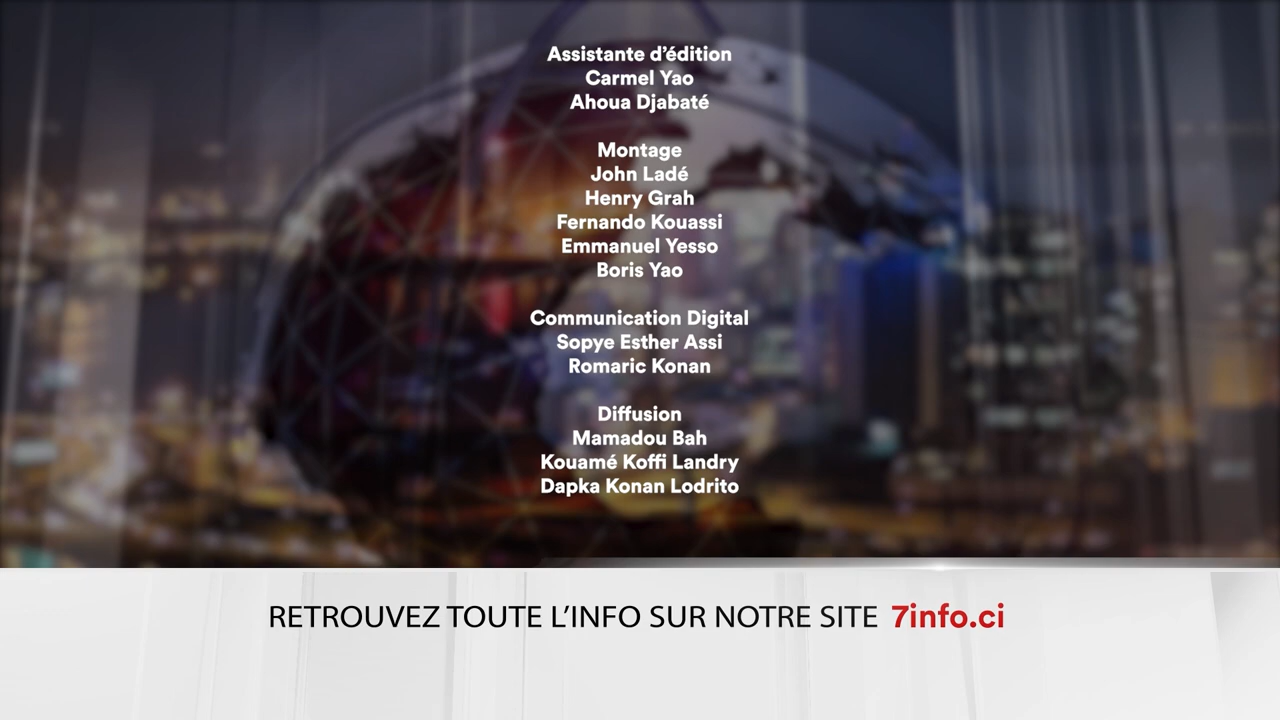 Assistante d'édition
Carmel Yao
Ahoua Djabaté
Montage
John Ladé
Henry Grah
Fernando Kouassi
Emmanuel Yesso
Boris Yao
Communication Digital
Sopye Esther Assi
Romaric Konan
Diffusion
Mamadou Bah
Kouamé Koffi Landry
Dapka Konan Lodrito
RETROUVEZ TOUTE L'INFO SUR NOTRE SITE 7info.ci